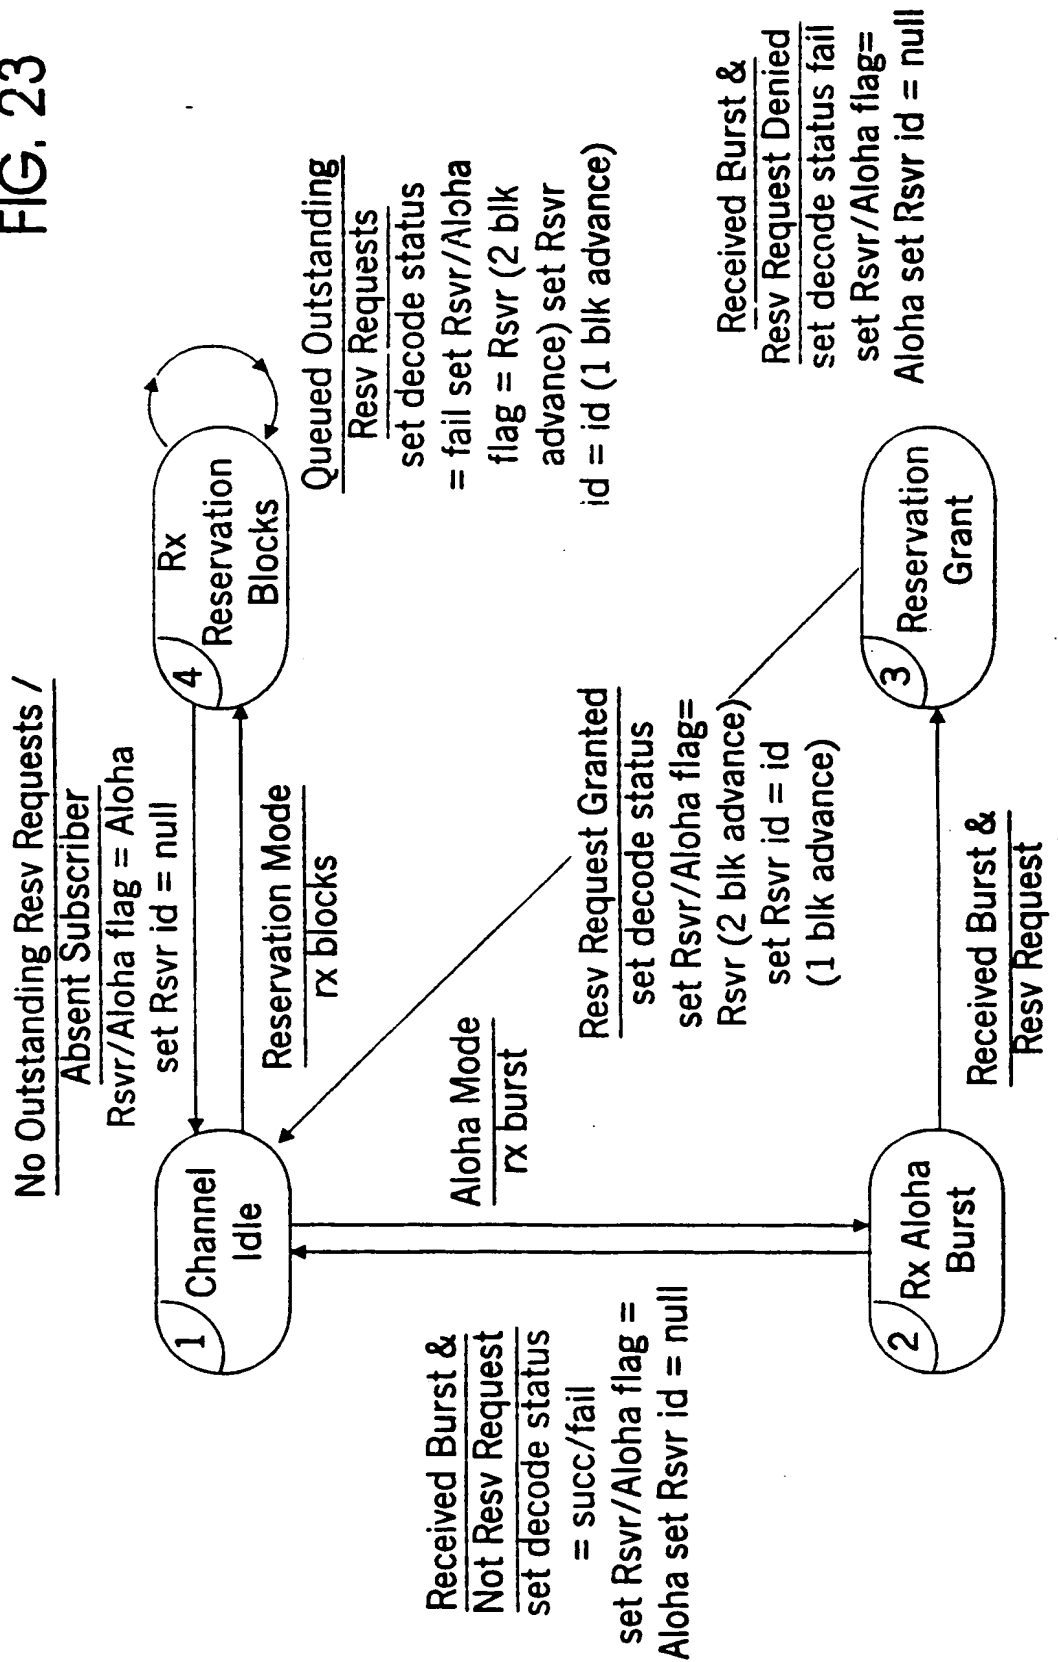 FIG. 23
No Outstanding Resv Requests /
Absent Subscriber
Rsvr/Aloha flag = Aloha
set Rsvr id = null
1
Channel
Idle
Reservation Mode
rx blocks
4
Rx
Reservation
Blocks
Queued Outstanding
Resv Requests
set decode status
= fail set Rsvr/Aloha
flag = Rsvr (2 blk
advance) set Rsvr
id = id (1 blk advance)
Received Burst &
Not Resv Request
set decode status
= succ/fail
set Rsvr/Aloha flag =
Aloha set Rsvr id = null
Aloha Mode
rx burst
Resv Request Granted
set decode status
set Rsvr/Aloha flag=
Rsvr (2 blk advance)
set Rsvr id = id
(1 blk advance)
Received Burst &
Resv Request Denied
set decode status fail
set Rsvr/Aloha flag=
Aloha set Rsvr id = null
2
Rx Aloha
Burst
Received Burst &
Resv Request
3
Reservation
Grant